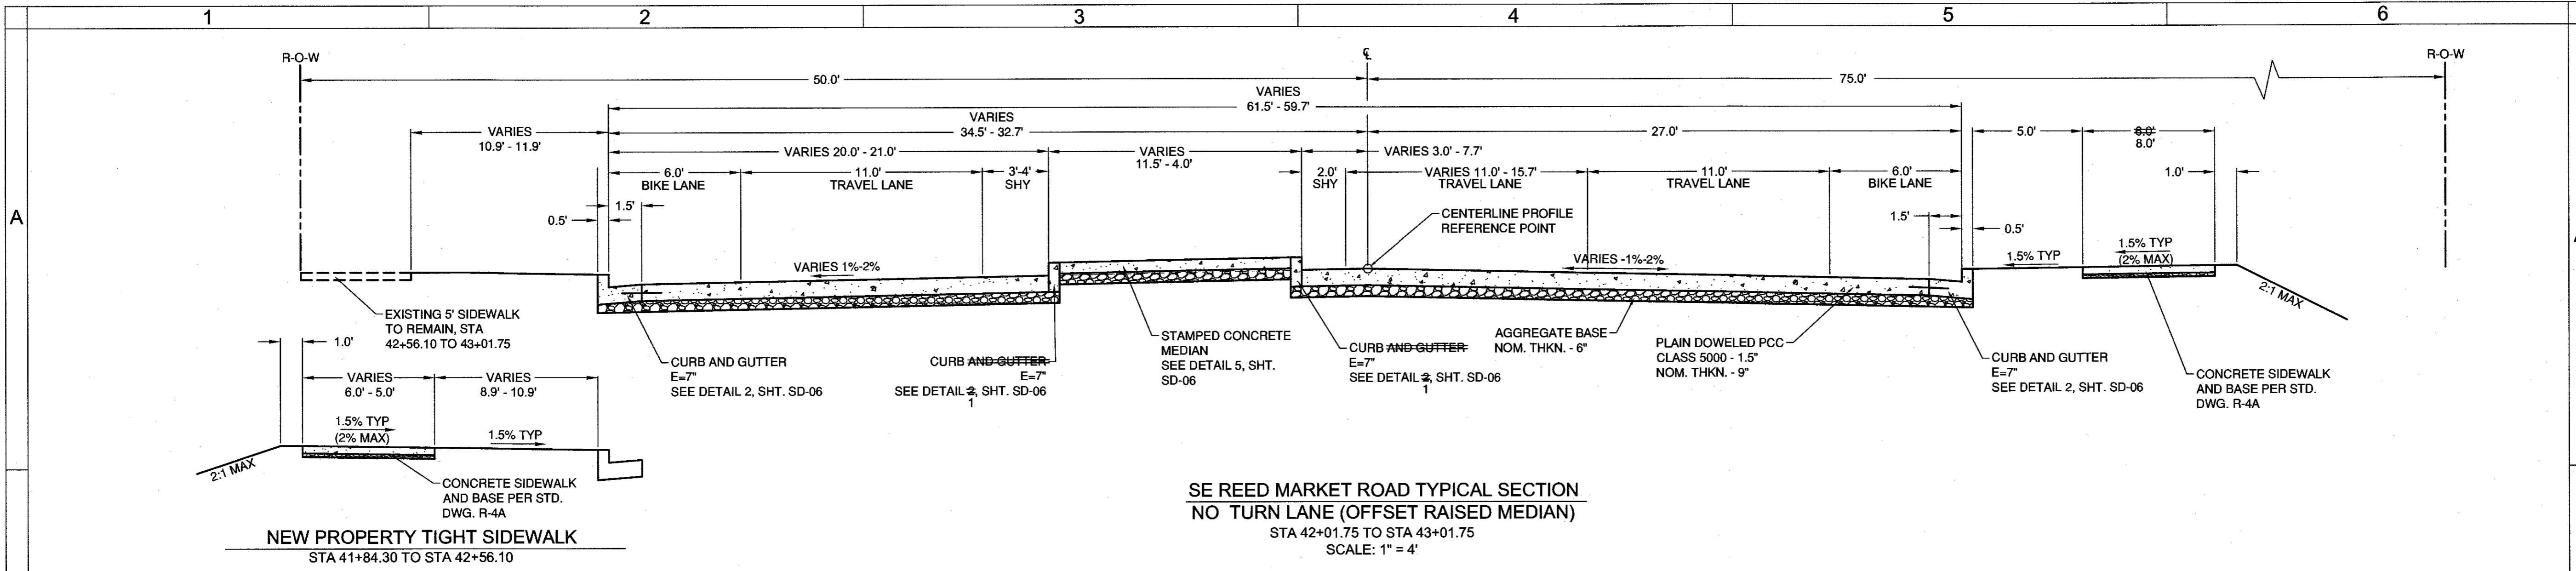 1 2 3 4 5 6
A
R-O-W
50.0'
℄
75.0'
R-O-W
VARIES
61.5' - 59.7'
VARIES
34.5' - 32.7'
27.0'
VARIES
10.9' - 11.9'
5.0'
6.0'
8.0'
VARIES 20.0' - 21.0'
VARIES
11.5' - 4.0'
VARIES 3.0' - 7.7'
6.0'
BIKE LANE
11.0'
TRAVEL LANE
3'-4'
SHY
2.0'
SHY
VARIES 11.0' - 15.7'
TRAVEL LANE
11.0'
TRAVEL LANE
6.0'
BIKE LANE
1.0'
1.5'
0.5'
CENTERLINE PROFILE
REFERENCE POINT
1.5'
0.5'
VARIES 1%-2%
VARIES -1%-2%
1.5% TYP
1.5% TYP
(2% MAX)
2:1 MAX
EXISTING 5' SIDEWALK
TO REMAIN, STA
42+56.10 TO 43+01.75
CURB AND GUTTER
E=7"
SEE DETAIL 2, SHT. SD-06
CURB AND GUTTER
E=7"
SEE DETAIL 2, SHT. SD-06
1
STAMPED CONCRETE
MEDIAN
SEE DETAIL 5, SHT.
SD-06
CURB AND GUTTER
E=7"
SEE DETAIL 2, SHT. SD-06
1
AGGREGATE BASE
NOM. THKN. - 6"
PLAIN DOWELED PCC
CLASS 5000 - 1.5"
NOM. THKN. - 9"
CURB AND GUTTER
E=7"
SEE DETAIL 2, SHT. SD-06
CONCRETE SIDEWALK
AND BASE PER STD.
DWG. R-4A
1.0'
VARIES
6.0' - 5.0'
VARIES
8.9' - 10.9'
1.5% TYP
(2% MAX)
1.5% TYP
2:1 MAX
CONCRETE SIDEWALK
AND BASE PER STD.
DWG. R-4A
NEW PROPERTY TIGHT SIDEWALK
STA 41+84.30 TO STA 42+56.10
SE REED MARKET ROAD TYPICAL SECTION
NO TURN LANE (OFFSET RAISED MEDIAN)
STA 42+01.75 TO STA 43+01.75
SCALE: 1" = 4'